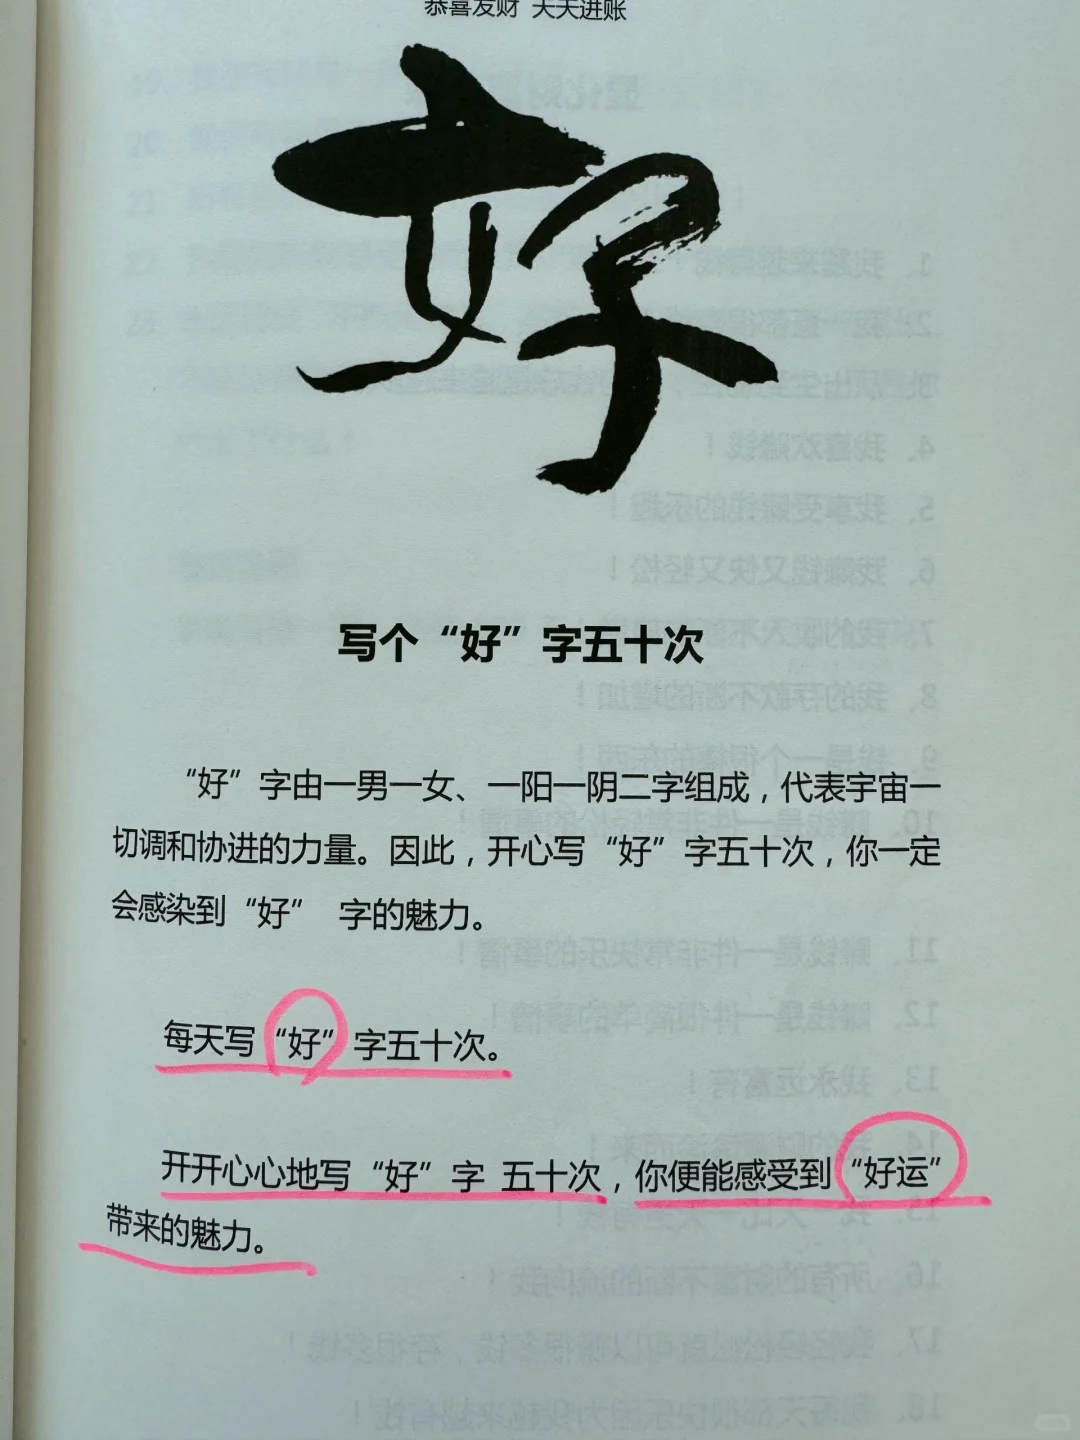 恭喜发财 天天进账
好
写个“好”字五十次
“好”字由一男一女、一阳一阴二字组成，代表宇宙一
切调和协进的力量。因此，开心写“好”字五十次，你一定
会感染到“好” 字的魅力。
每天写“好”字五十次。
开开心心地写“好”字 五十次，你便能感受到“好运”
带来的魅力。